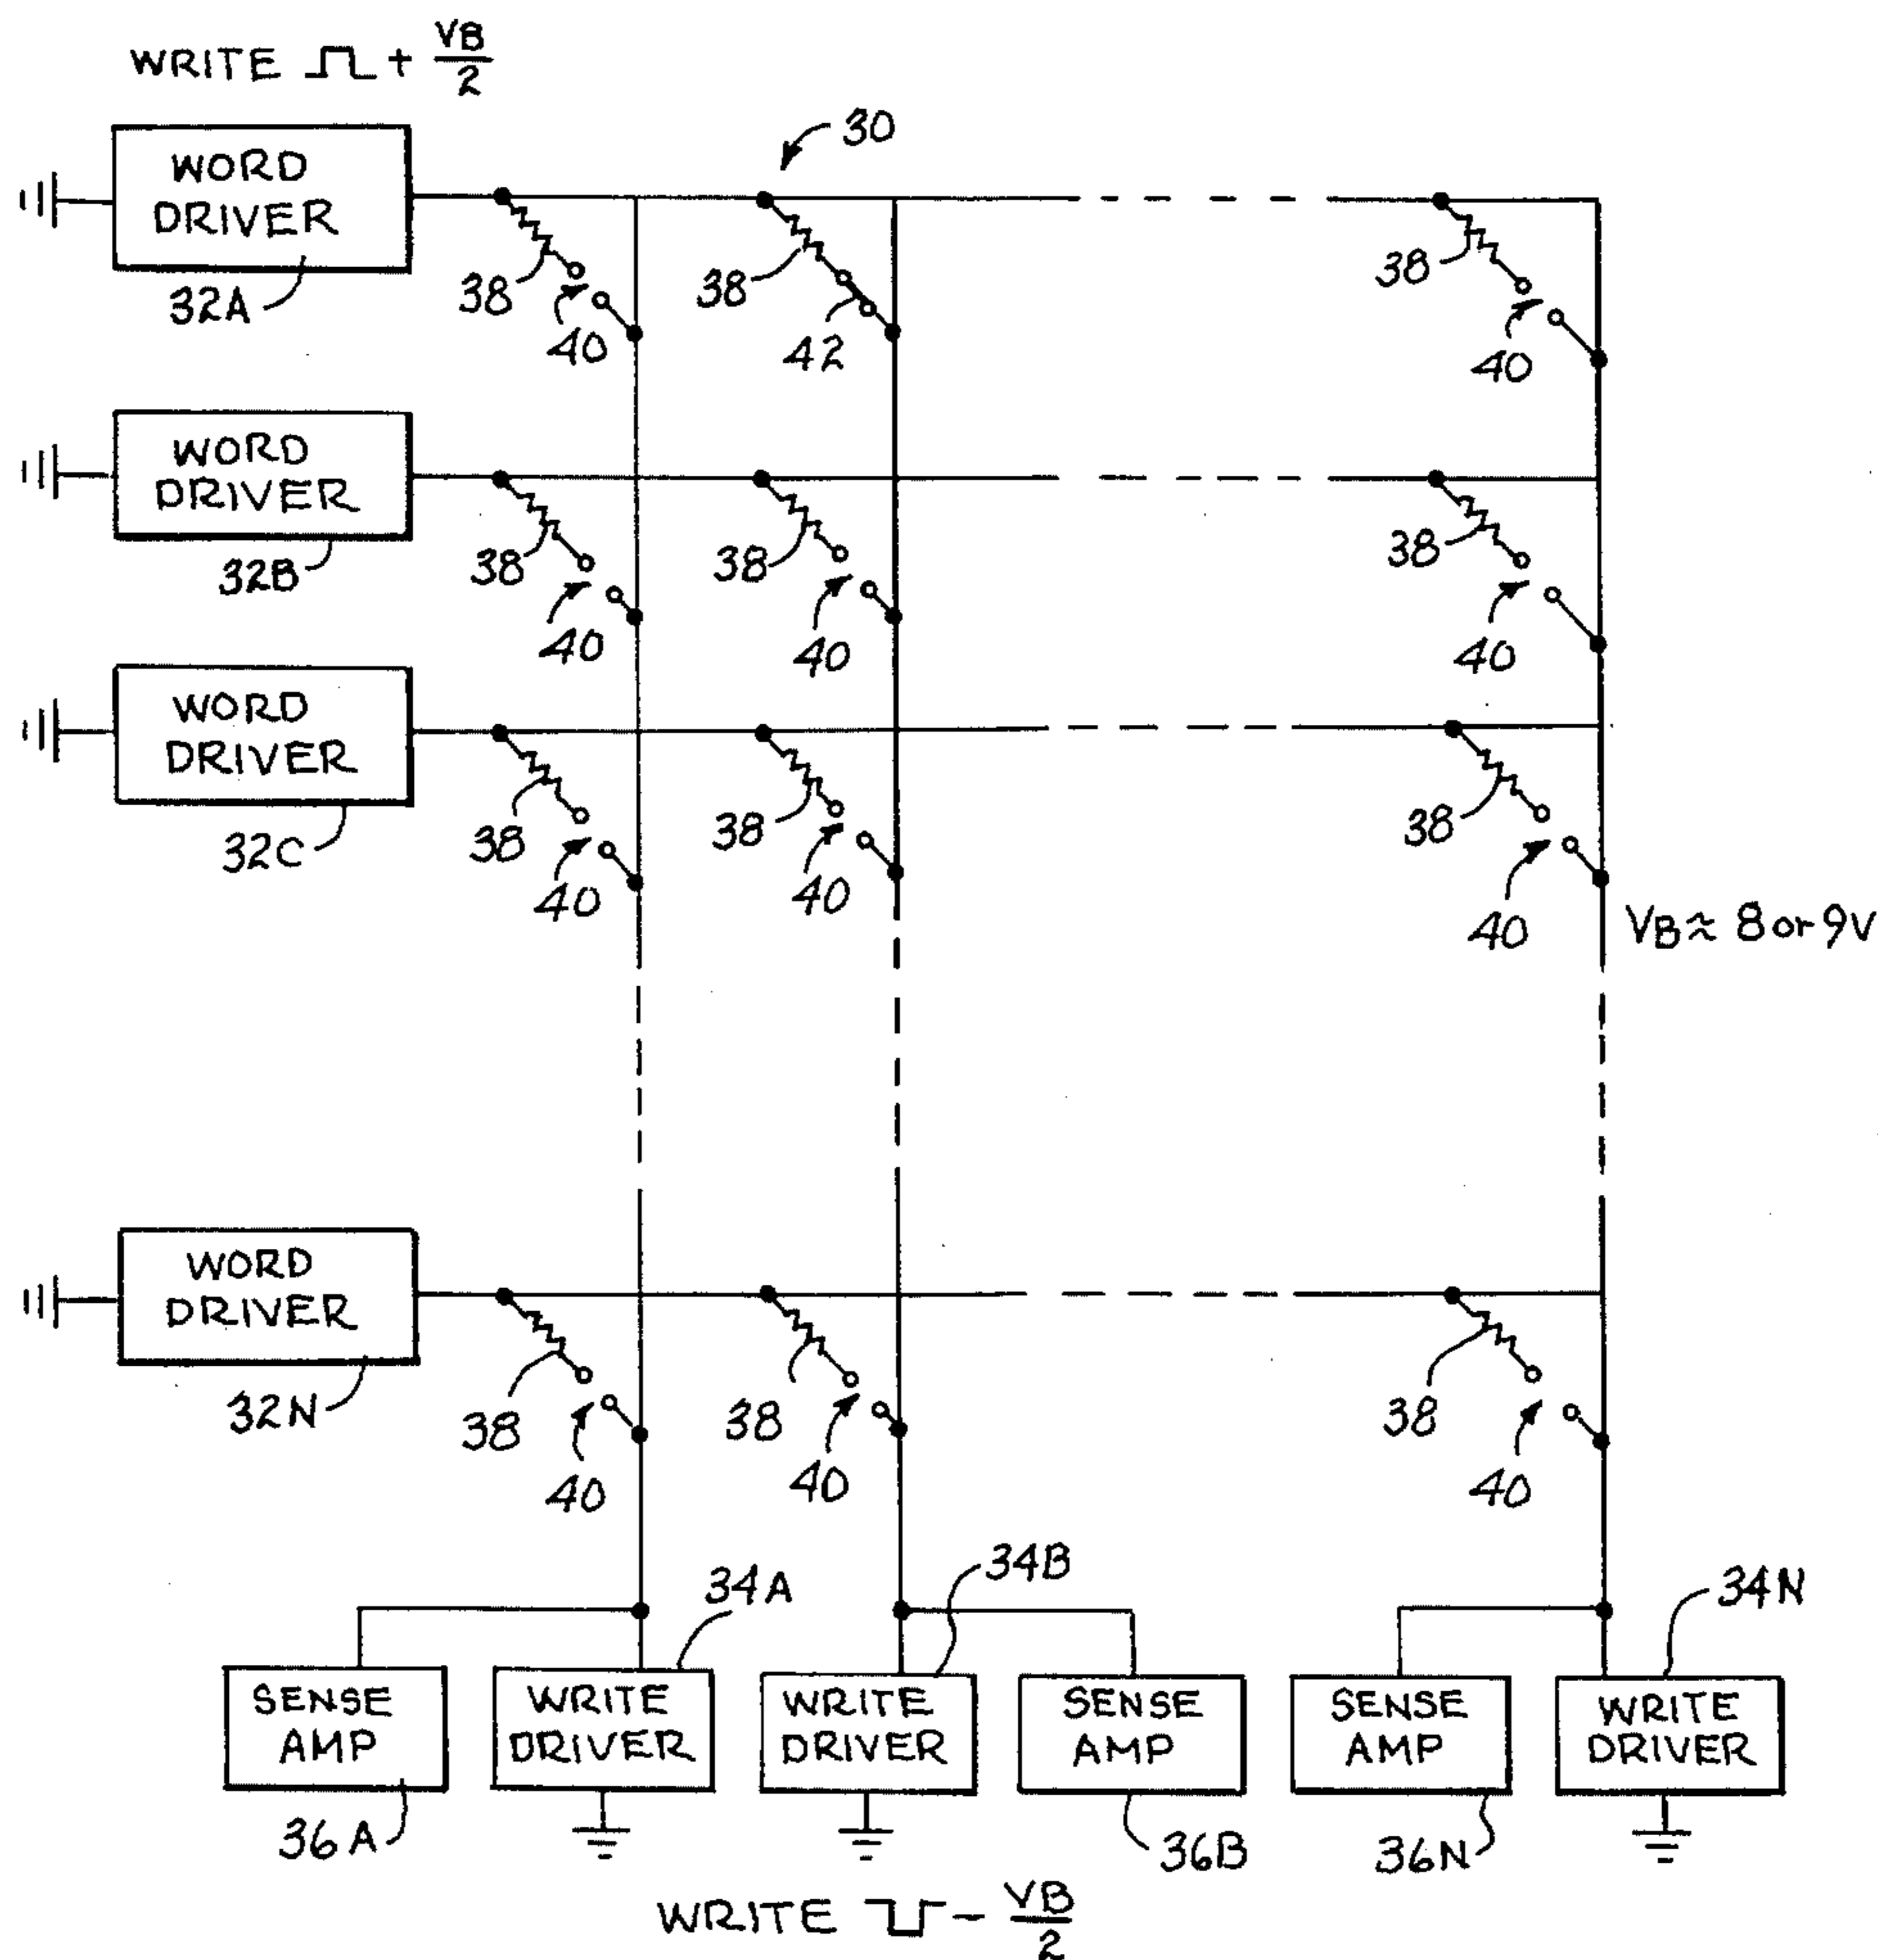 WRITE + VB/2
30
WORD
DRIVER
32A
38
40
38
42
38
40
WORD
DRIVER
32B
38
40
38
40
38
40
WORD
DRIVER
32C
38
40
38
40
38
40
VB ≈ 8 or 9V
WORD
DRIVER
32N
38
40
38
40
38
40
34A
34B
34N
SENSE
AMP
36A
WRITE
DRIVER
WRITE
DRIVER
SENSE
AMP
36B
SENSE
AMP
36N
WRITE
DRIVER
WRITE - VB/2